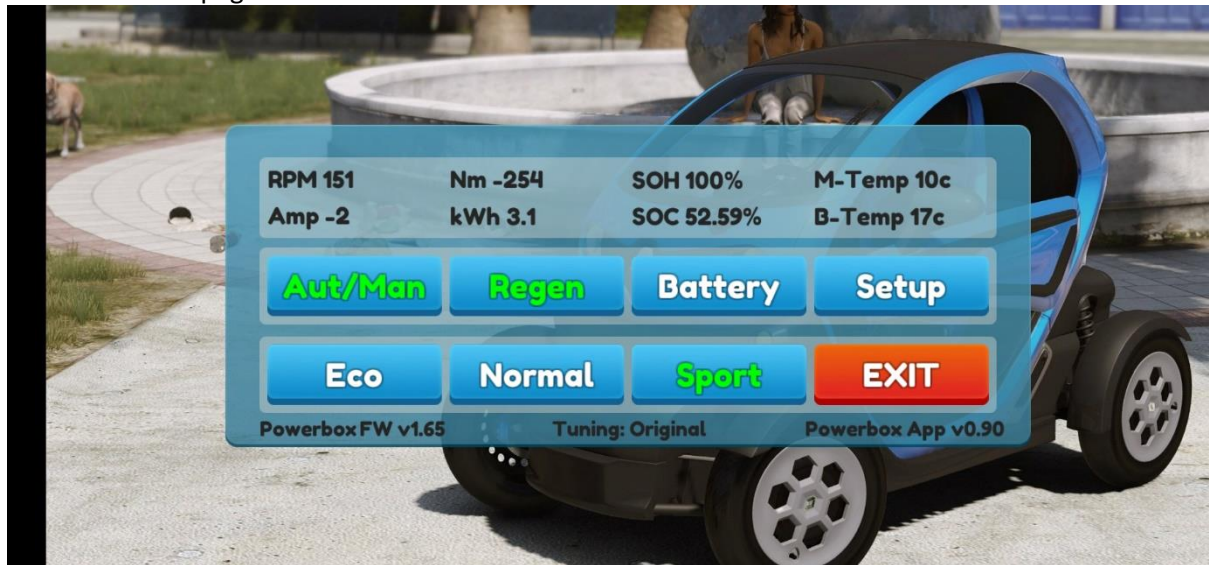 RPM 151 Nm -254 SOH 100% M-Temp 10c
Amp -2 kWh 3.1 SOC 52.59% B-Temp 17c
Aut/Man Regen Battery Setup
Eco Normal Sport EXIT
Powerbox FW v1.65 Tuning: Original Powerbox App v0.90